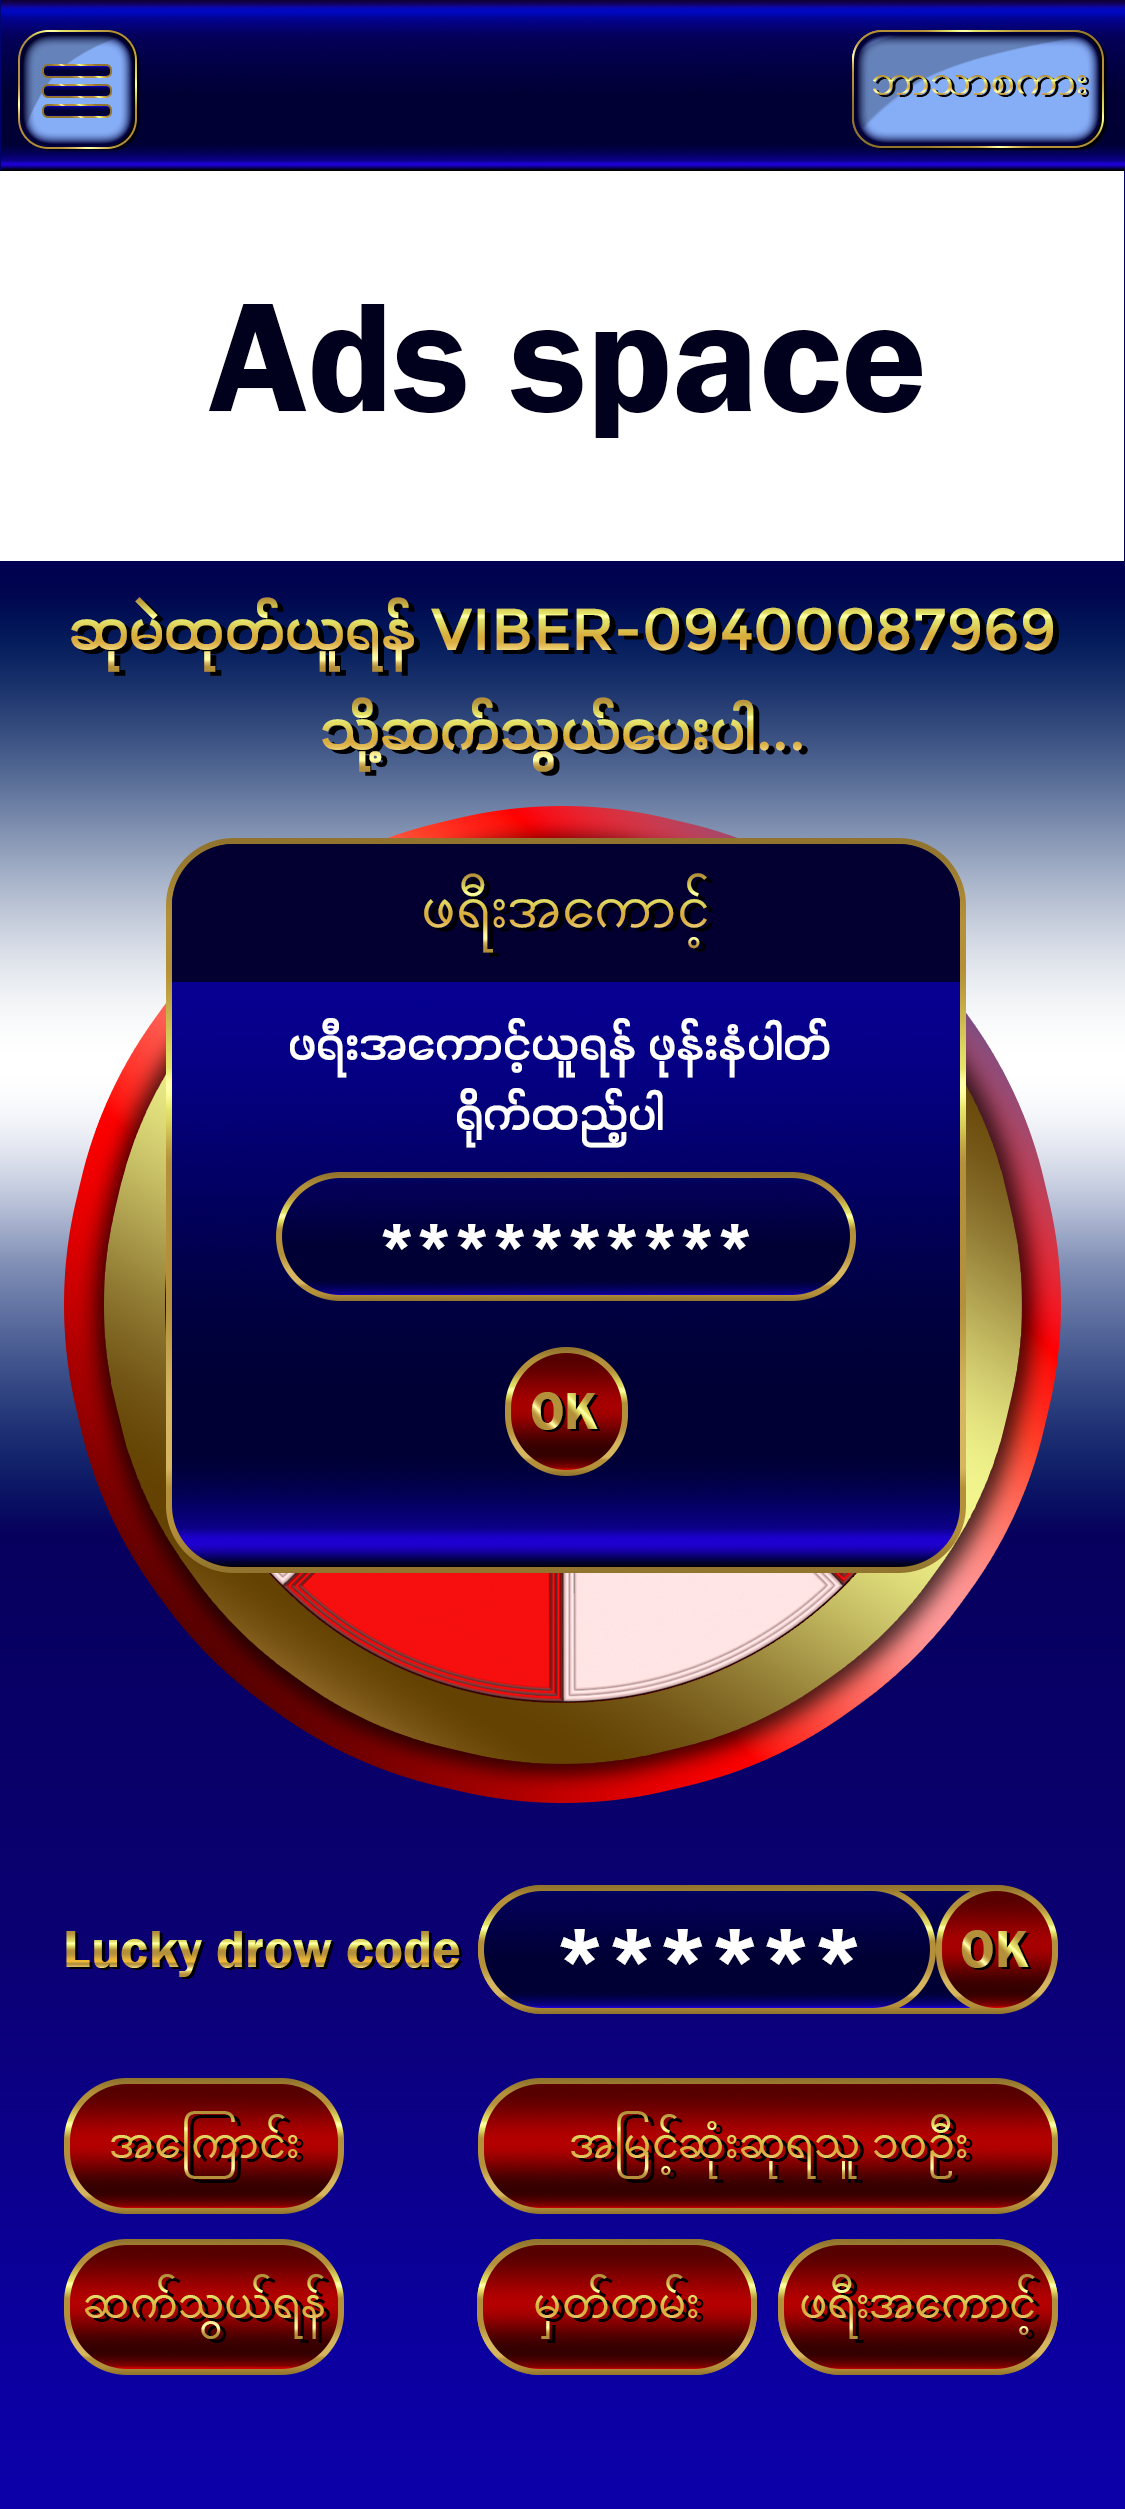 ဘာသာစကား
Ads space
ဆုမဲထုတ်ယူရန် VIBER-09400087969
သို့ဆက်သွယ်ပေးပါ...
ဖရီးအကောင့်
ဖရီးအကောင့်ယူရန် ဖုန်းနံပါတ်
ရိုက်ထည့်ပါ
**********
OK
Lucky drow code ****** OK
အကြောင်း အမြင့်ဆုံးဆုရသူ ၁၀ဦး
ဆက်သွယ်ရန် မှတ်တမ်း ဖရီးအကောင့်